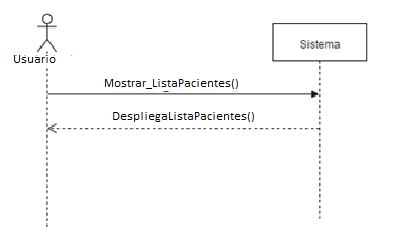 Usuario
Sistema
Mostrar_ListaPacientes()
DespliegaListaPacientes()